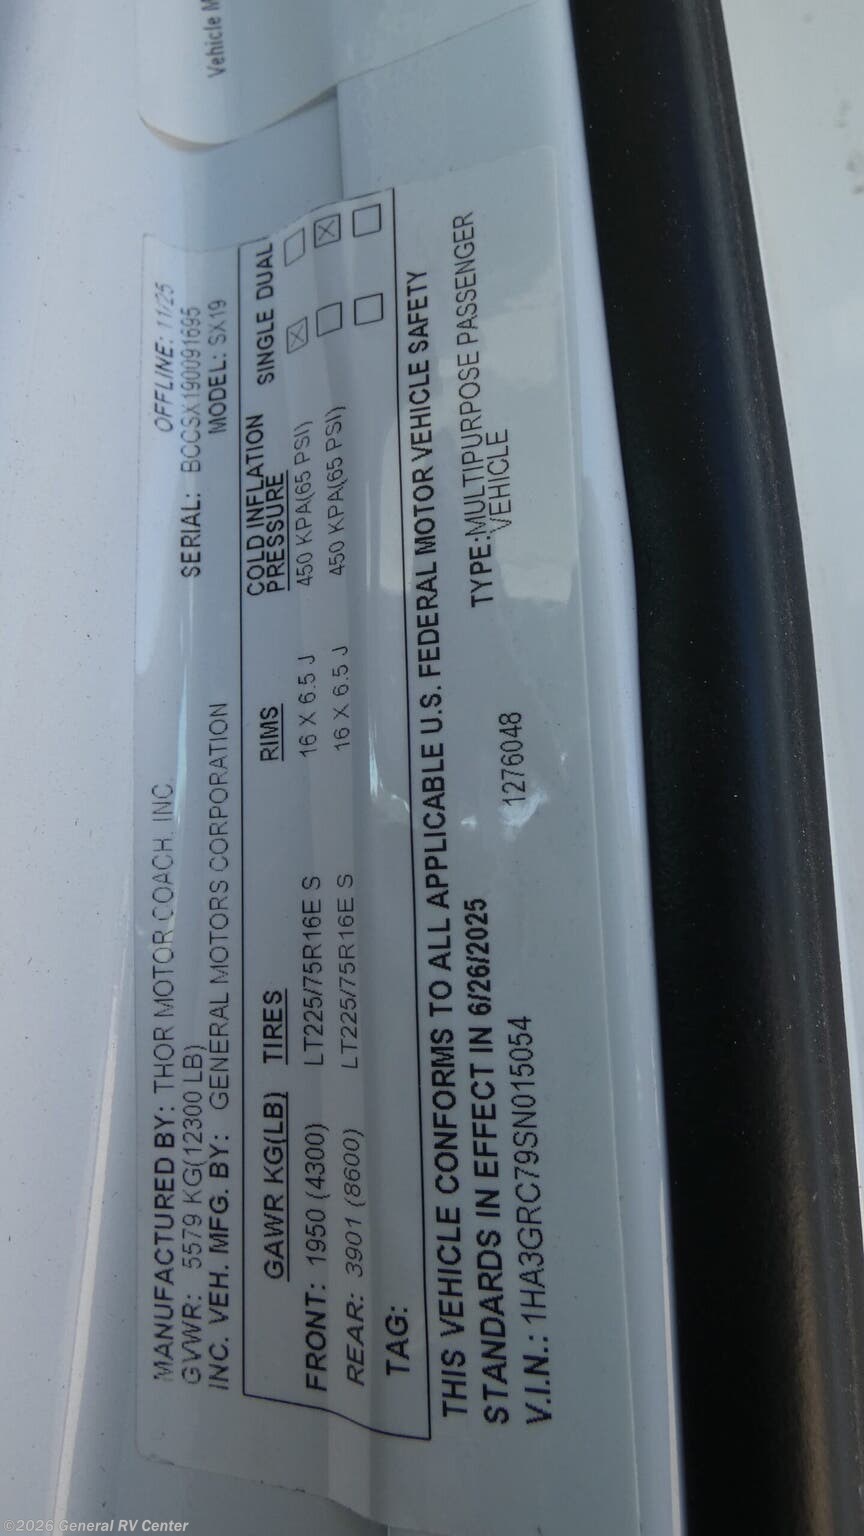 Vehicle M
OFFLINE: 11/25
MANUFACTURED BY: THOR MOTOR COACH, INC.
SERIAL: BCCSX190091695
GVWR: 5579 KG(12300 LB)
MODEL: SX19
INC. VEH. MFG. BY: GENERAL MOTORS CORPORATION
GAWR KG(LB) TIRES RIMS COLD INFLATION PRESSURE SINGLE DUAL
FRONT: 1950 (4300) LT225/75R16E S 16 X 6.5 J 450 KPA(65 PSI) ☒ ☐
REAR: 3901 (8600) LT225/75R16E S 16 X 6.5 J 450 KPA(65 PSI) ☐ ☒
TAG: ☐ ☐
THIS VEHICLE CONFORMS TO ALL APPLICABLE U.S. FEDERAL MOTOR VEHICLE SAFETY
STANDARDS IN EFFECT IN 6/26/2025
TYPE:MULTIPURPOSE PASSENGER
VEHICLE
V.I.N.: 1HA3GRC79SN015054 1276048
©2026 General RV Center